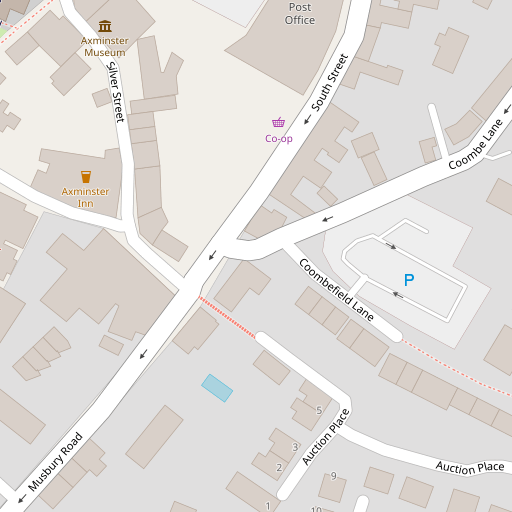 Post
Office
Axminster
Museum
Silver Street
South Street
Co-op
Coombe Lane
Axminster
Inn
P
Coombefield Lane
5
Auction Place
3
2
Auction Place
9
1
10
Musbury Road